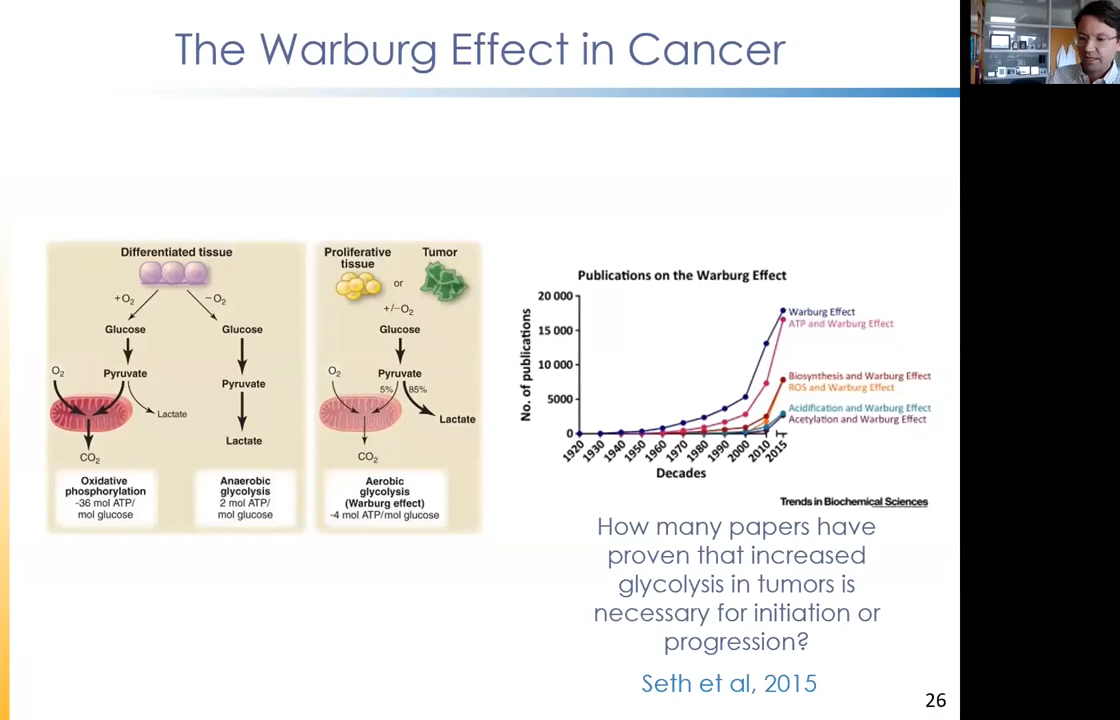 The Warburg Effect in Cancer
Differentiated tissue
+O2
−O2
Glucose
Glucose
O2
Pyruvate
Pyruvate
Lactate
Lactate
CO2
Oxidative
phosphorylation
~36 mol ATP/
mol glucose
Anaerobic
glycolysis
2 mol ATP/
mol glucose
Proliferative
tissue
Tumor
or
+/−O2
Glucose
O2
Pyruvate
5%
85%
Lactate
CO2
Aerobic
glycolysis
(Warburg effect)
~4 mol ATP/mol glucose
Publications on the Warburg Effect
No. of publications
20 000
15 000
10 000
5000
0
1920
1930
1940
1950
1960
1970
1980
1990
2000
2010
2015
Decades
Warburg Effect
ATP and Warburg Effect
Biosynthesis and Warburg Effect
ROS and Warburg Effect
Acidification and Warburg Effect
Acetylation and Warburg Effect
Trends in Biochemical Sciences
How many papers have
proven that increased
glycolysis in tumors is
necessary for initiation or
progression?
Seth et al, 2015
26